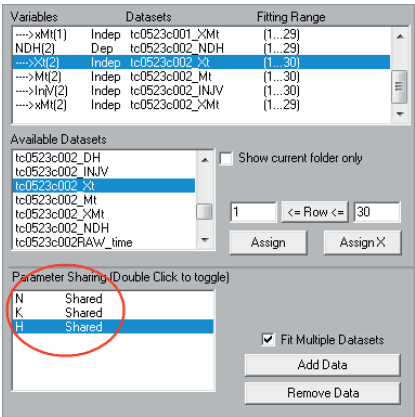 Variables Datasets Fitting Range
---->xMt(1) Indep tc0523c001_XMt (1...29)
NDH(2) Dep tc0523c002_NDH (1...29)
---->Xt(2) Indep tc0523c002_Xt (1...30)
---->Mt(2) Indep tc0523c002_Mt (1...30)
---->InjV(2) Indep tc0523c002_INJV (1...30)
---->xMt(2) Indep tc0523c002_XMt (1...29)
Available Datasets
tc0523c002_DH
tc0523c002_INJV
tc0523c002_Xt
tc0523c002_Mt
tc0523c002_XMt
tc0523c002_NDH
tc0523c002RAW_time
Show current folder only
1 <= Row <= 30
Assign Assign X
Parameter Sharing (Double Click to toggle)
N Shared
K Shared
H Shared
Fit Multiple Datasets
Add Data
Remove Data